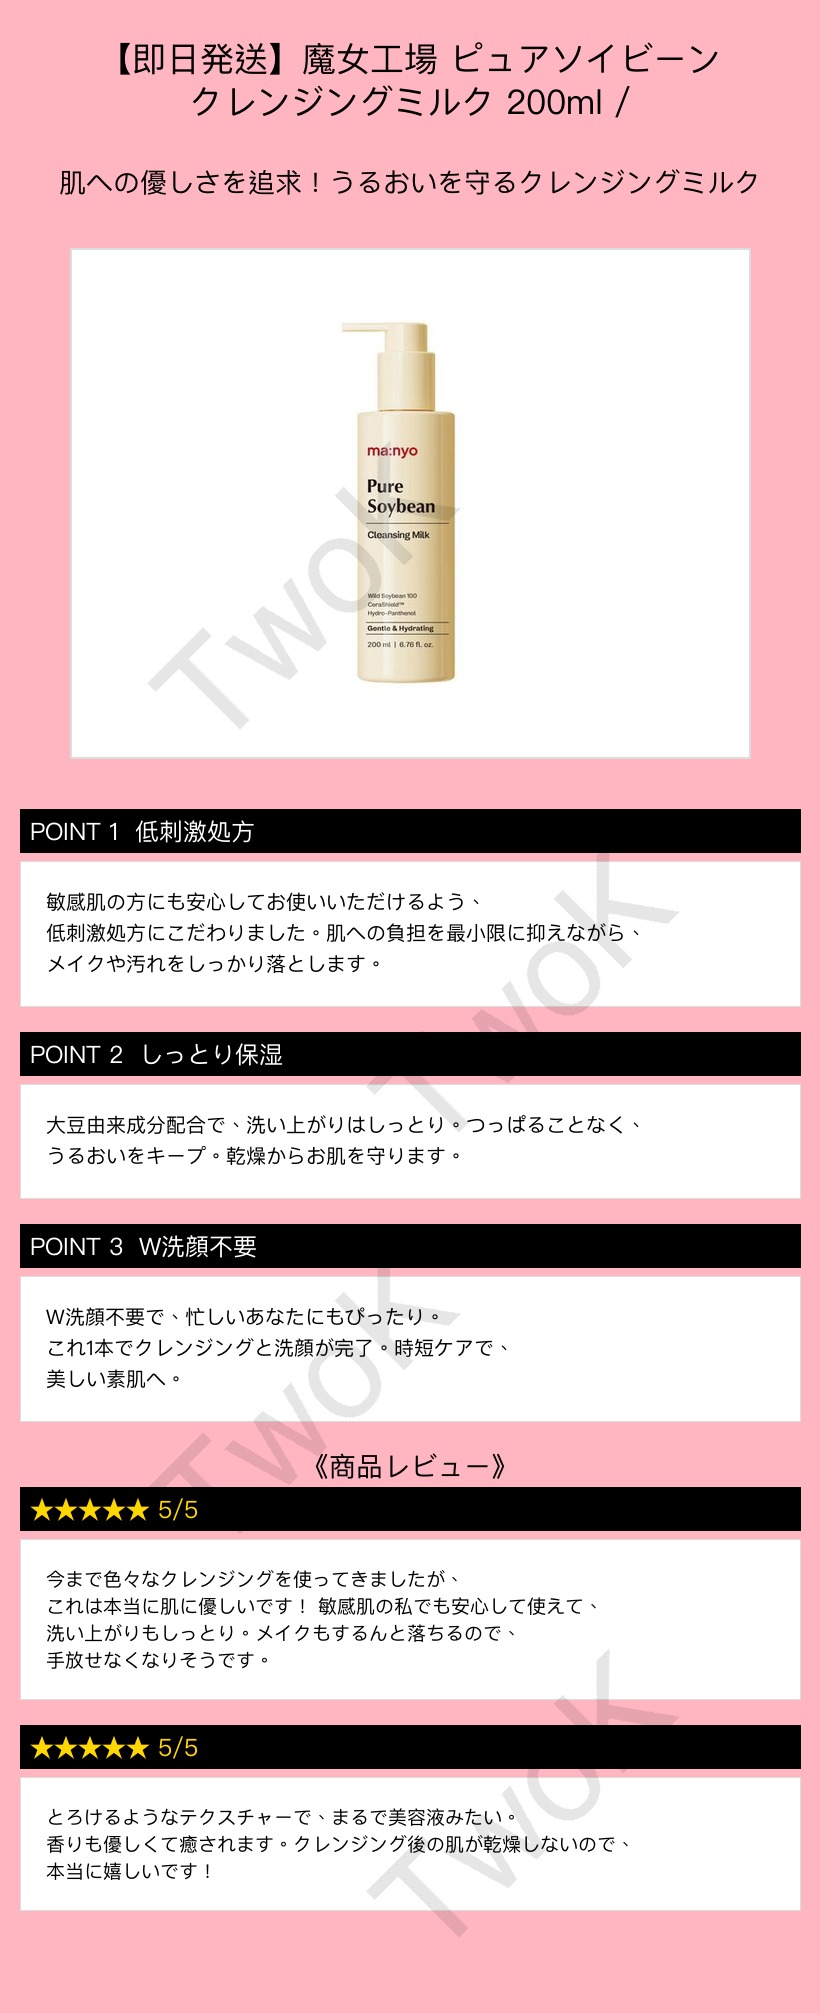 【即日発送】魔女工場 ピュアソイビーン
クレンジングミルク 200ml /
肌への優しさを追求！うるおいを守るクレンジングミルク
ma:nyo
Pure
Soybean
Cleansing Milk
Wild Soybean 100
CeraShield™
Hydro-Panthenol
Gentle & Hydrating
200 ml | 6.76 fl. oz.
TwoK
POINT 1 低刺激処方
敏感肌の方にも安心してお使いいただけるよう、
低刺激処方にこだわりました。肌への負担を最小限に抑えながら、
メイクや汚れをしっかり落とします。
TwoK
POINT 2 しっとり保湿
大豆由来成分配合で、洗い上がりはしっとり。つっぱることなく、
うるおいをキープ。乾燥からお肌を守ります。
POINT 3 W洗顔不要
W洗顔不要で、忙しいあなたにもぴったり。
これ1本でクレンジングと洗顔が完了。時短ケアで、
美しい素肌へ。
TwoK
《商品レビュー》
★★★★★ 5/5
今まで色々なクレンジングを使ってきましたが、
これは本当に肌に優しいです！ 敏感肌の私でも安心して使えて、
洗い上がりもしっとり。メイクもするんと落ちるので、
手放せなくなりそうです。
★★★★★ 5/5
とろけるようなテクスチャーで、まるで美容液みたい。
香りも優しくて癒されます。クレンジング後の肌が乾燥しないので、
本当に嬉しいです！
TwoK